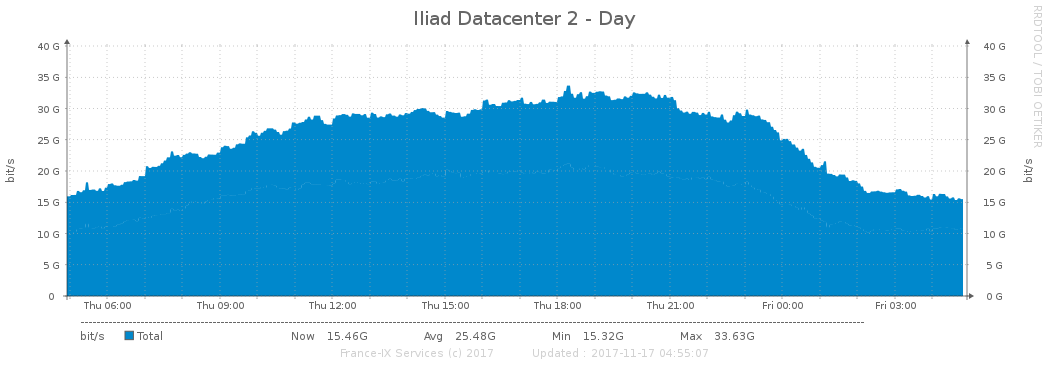 Iliad Datacenter 2 - Day
RRDTOOL / TOBI OETIKER
40 G 40 G
35 G 35 G
30 G 30 G
25 G 25 G
20 G 20 G
15 G 15 G
10 G 10 G
5 G 5 G
0 0 G
bit/s bit/s
Thu 06:00 Thu 09:00 Thu 12:00 Thu 15:00 Thu 18:00 Thu 21:00 Fri 00:00 Fri 03:00
bit/s Total Now 15.46G Avg 25.48G Min 15.32G Max 33.63G
France-IX Services (c) 2017 Updated : 2017-11-17 04:55:07